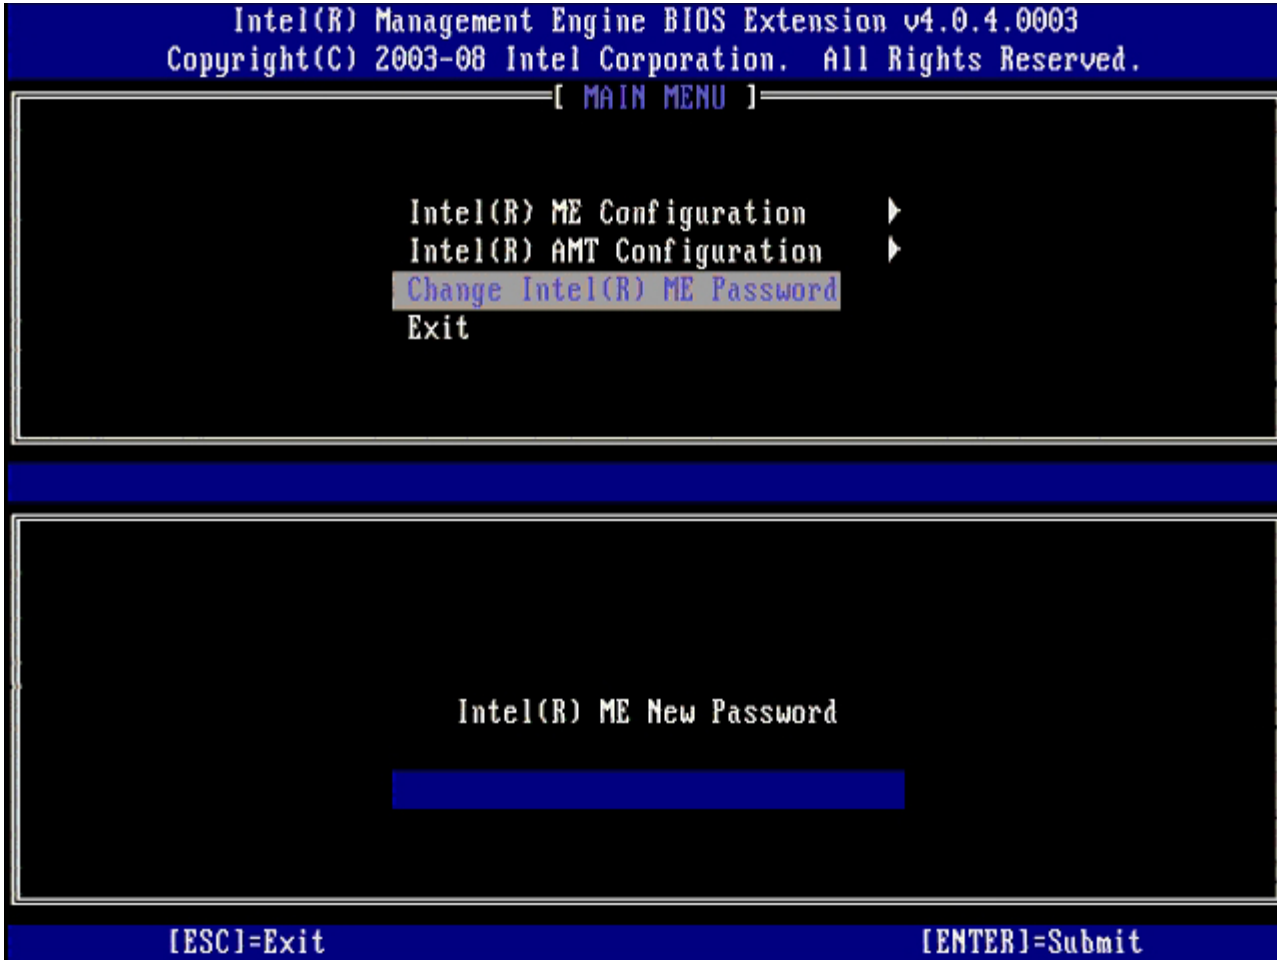 Intel(R) Management Engine BIOS Extension v4.0.4.0003
Copyright(C) 2003-08 Intel Corporation. All Rights Reserved.
[ MAIN MENU ]
Intel(R) ME Configuration
Intel(R) AMT Configuration
Change Intel(R) ME Password
Exit
Intel(R) ME New Password
[ESC]=Exit [ENTER]=Submit